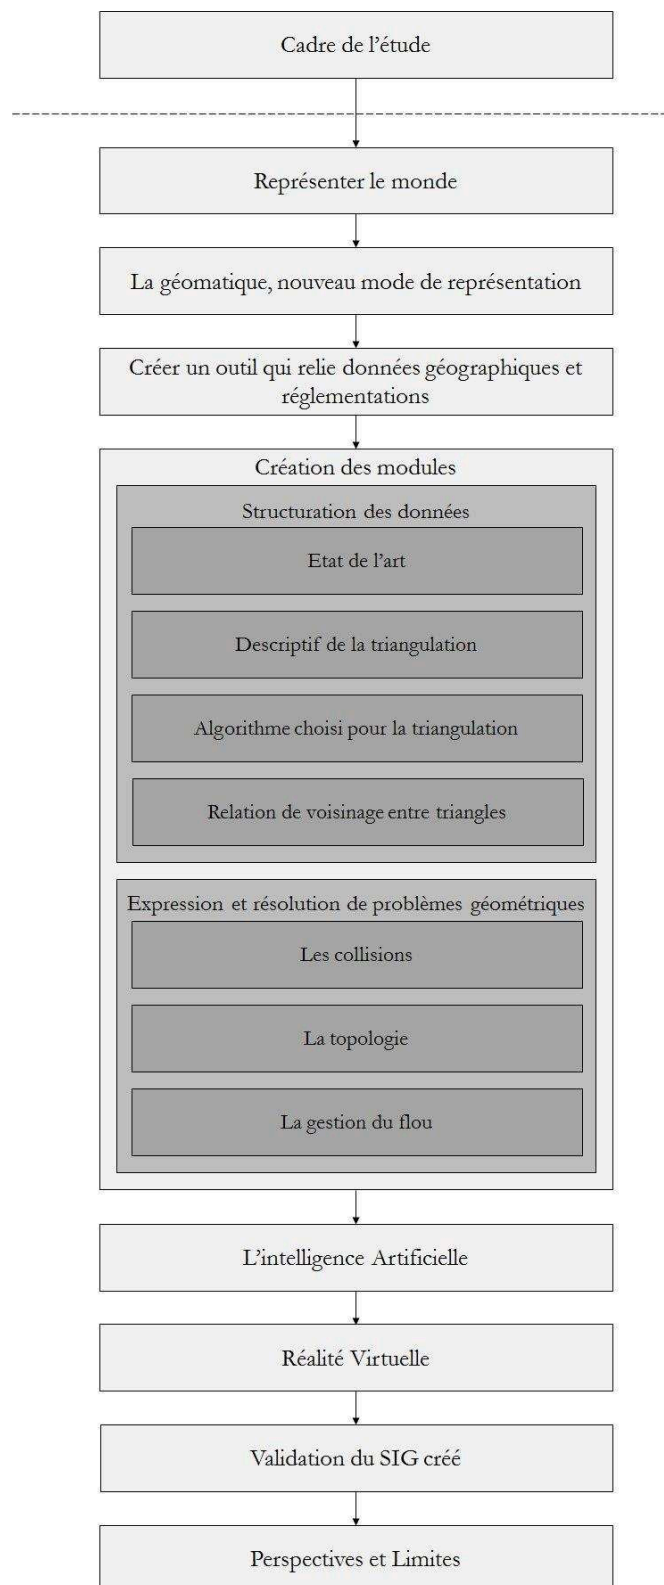 Cadre de l'étude
Représenter le monde
La géomatique, nouveau mode de représentation
Créer un outil qui relie données géographiques et
réglementations
Création des modules
Structuration des données
Etat de l'art
Descriptif de la triangulation
Algorithme choisi pour la triangulation
Relation de voisinage entre triangles
Expression et résolution de problèmes géométriques
Les collisions
La topologie
La gestion du flou
L'intelligence Artificielle
Réalité Virtuelle
Validation du SIG créé
Perspectives et Limites